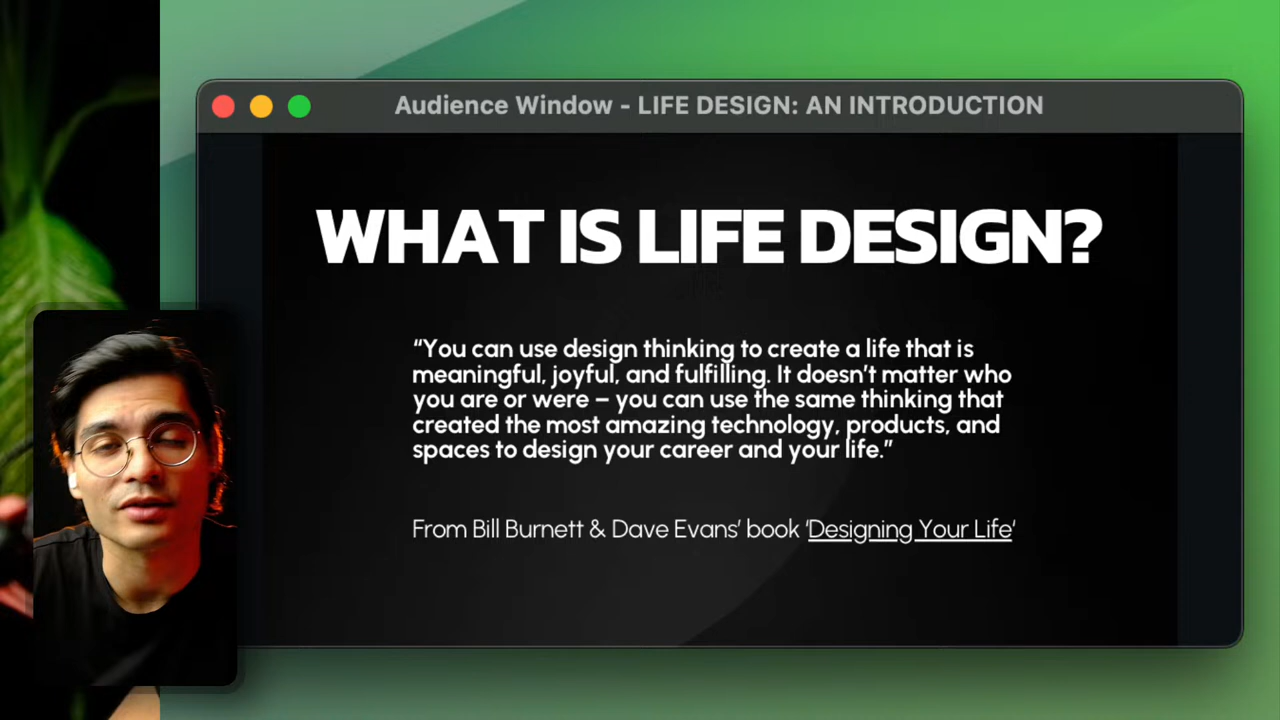 Audience Window - LIFE DESIGN: AN INTRODUCTION
WHAT IS LIFE DESIGN?
“You can use design thinking to create a life that is
meaningful, joyful, and fulfilling. It doesn’t matter who
you are or were – you can use the same thinking that
created the most amazing technology, products, and
spaces to design your career and your life.”
From Bill Burnett & Dave Evans’ book ‘Designing Your Life‘